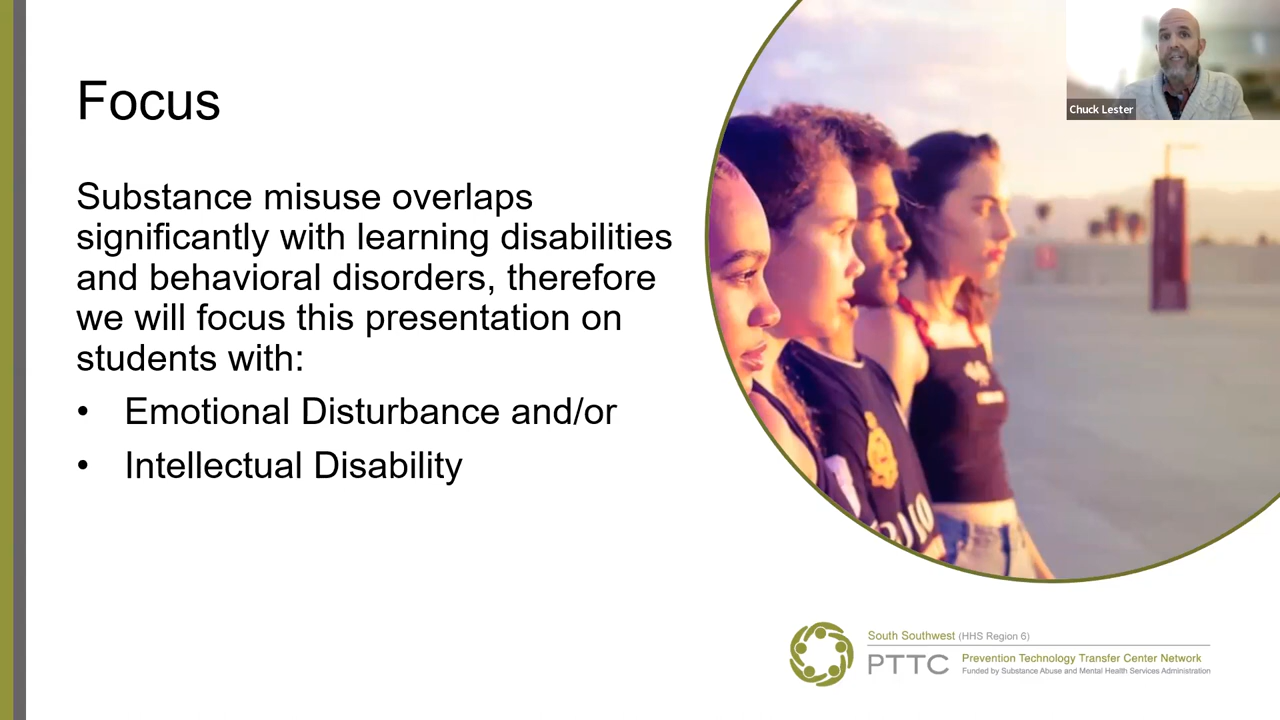 Focus
Substance misuse overlaps
significantly with learning disabilities
and behavioral disorders, therefore
we will focus this presentation on
students with:
• Emotional Disturbance and/or
• Intellectual Disability
Chuck Lester
South Southwest (HHS Region 6)
PTTC
Prevention Technology Transfer Center Network
Funded by Substance Abuse and Mental Health Services Administration